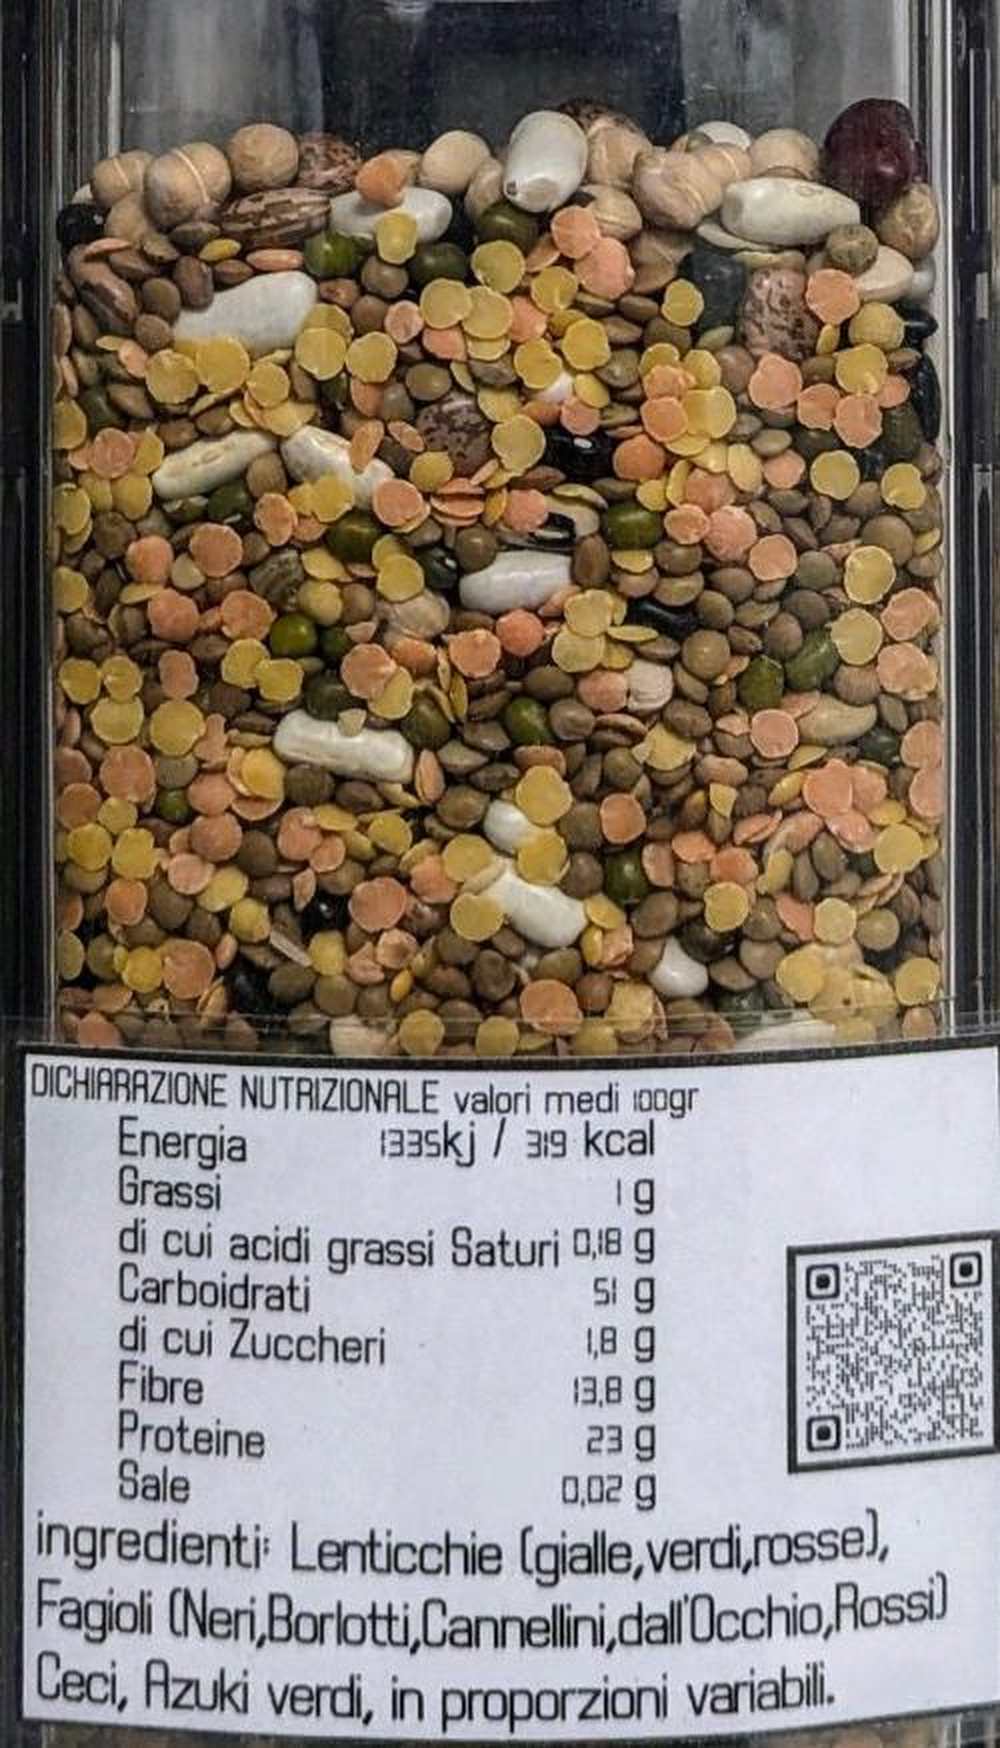 DICHIARAZIONE NUTRIZIONALE valori medi 100gr
Energia 1335kj / 319 kcal
Grassi 1 g
di cui acidi grassi Saturi 0,18 g
Carboidrati 51 g
di cui Zuccheri 1,8 g
Fibre 13,8 g
Proteine 23 g
Sale 0,02 g
ingredienti: Lenticchie (gialle,verdi,rosse),
Fagioli (Neri,Borlotti,Cannellini,dall'Occhio,Rossi)
Ceci, Azuki verdi, in proporzioni variabili.